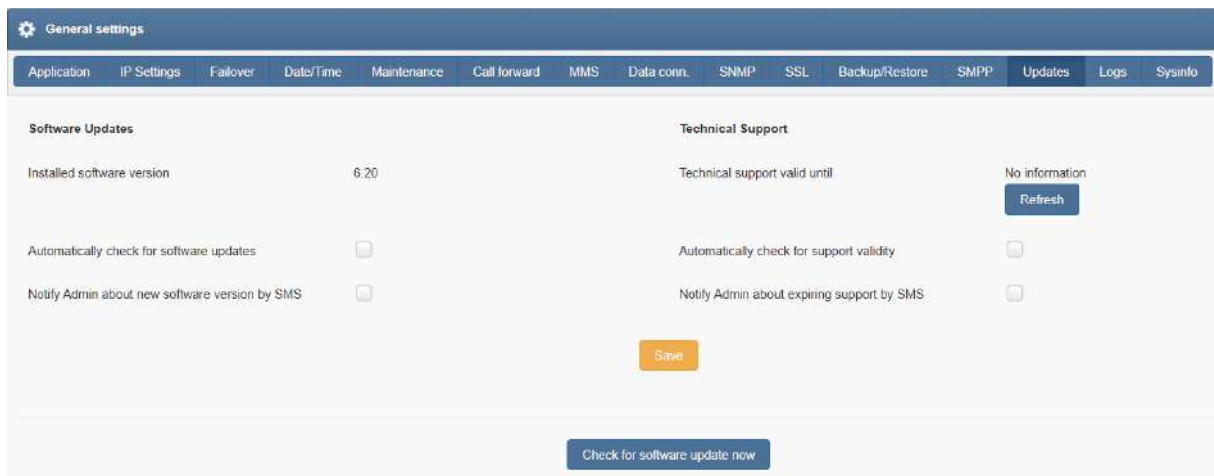 General settings
Application IP Settings Failover Date/Time Maintenance Call forward MMS Data conn. SNMP SSL Backup/Restore SMPP Updates Logs Sysinfo
Software Updates Technical Support
Installed software version 6.20 Technical support valid until No information
Refresh
Automatically check for software updates Automatically check for support validity
Notify Admin about new software version by SMS Notify Admin about expiring support by SMS
Save
Check for software update now